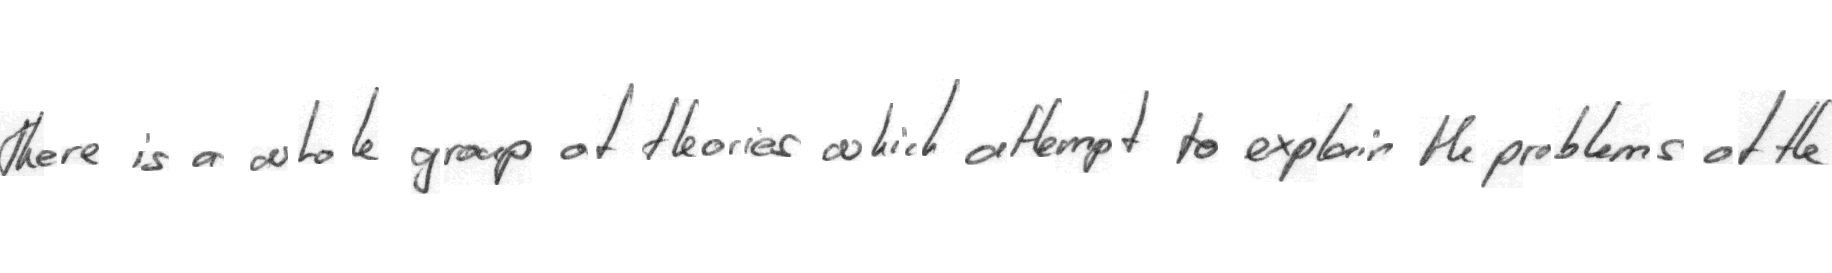 There is a whole group of theories which attempt to explain the problems of the